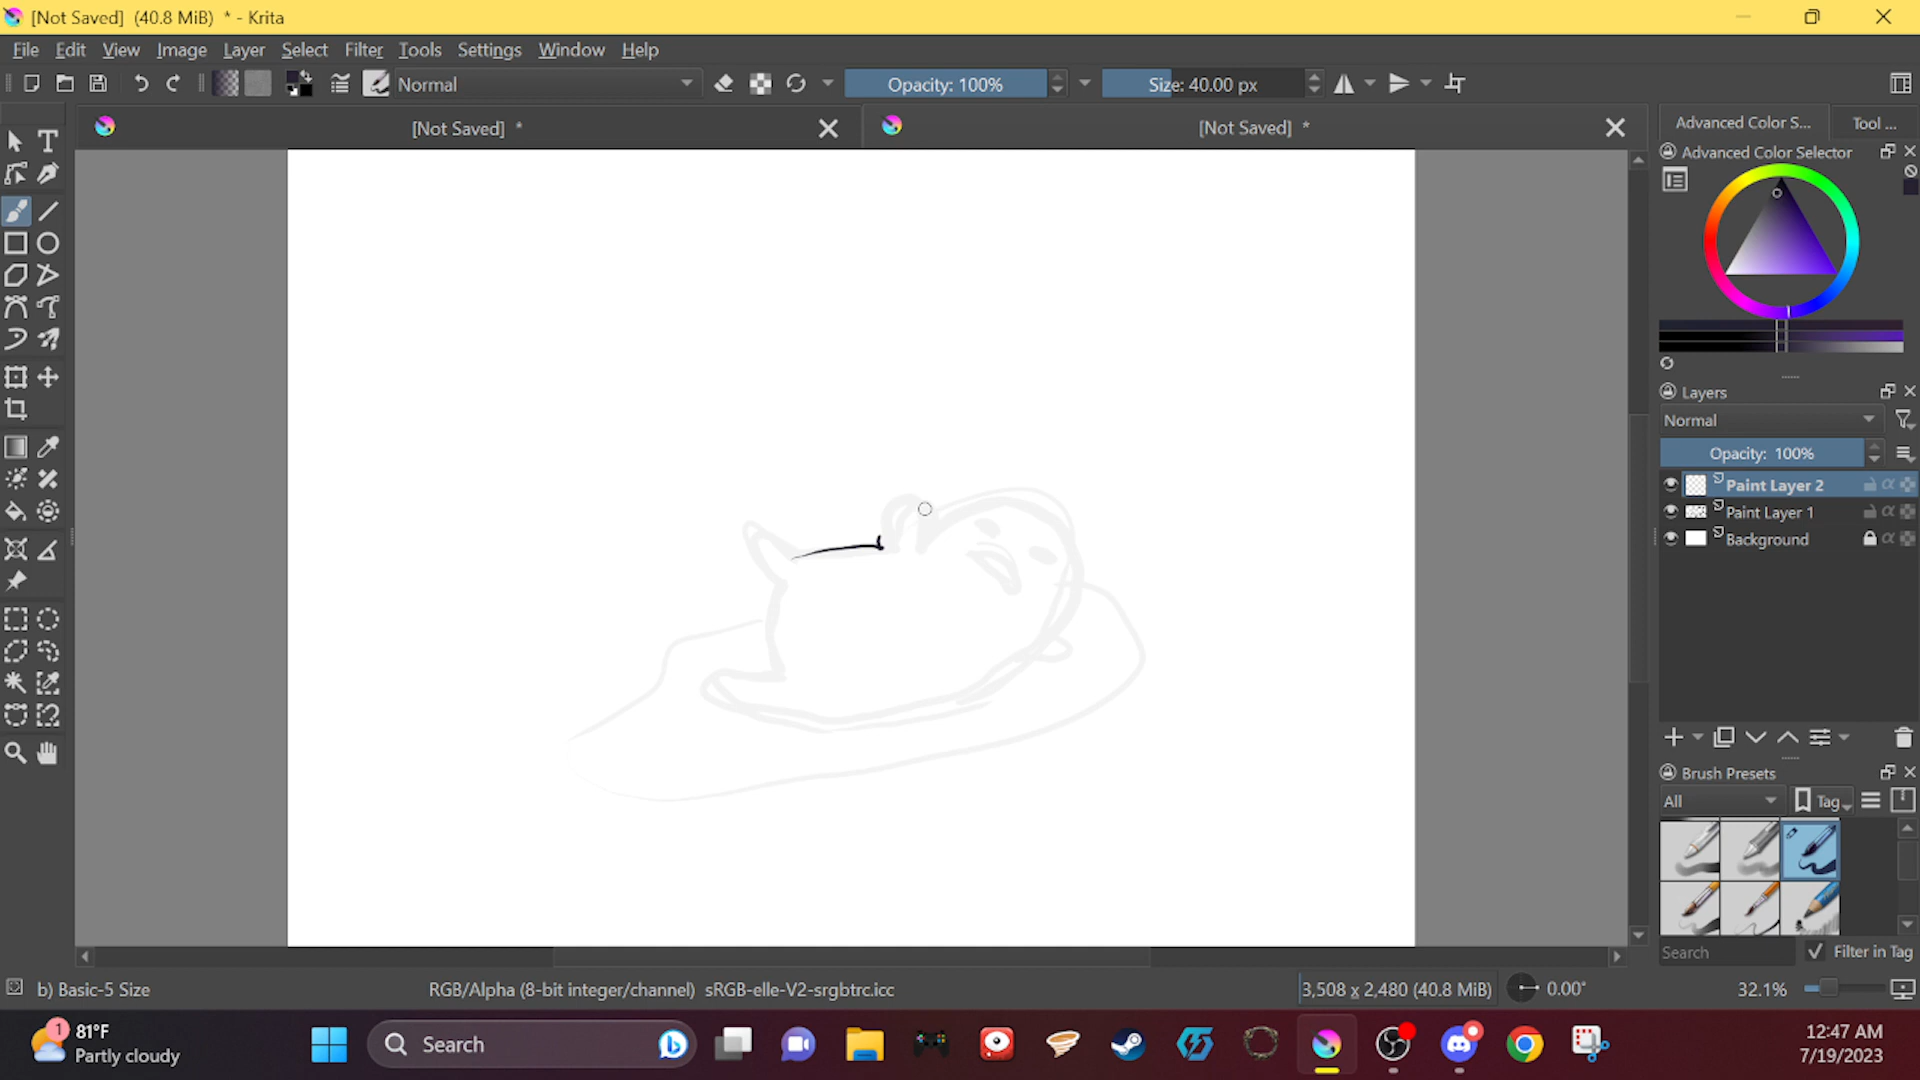 [Not Saved]  (40.8 MiB)  * - Krita
File Edit View Image Layer Select Filter Tools Settings Window Help
Normal Opacity: 100% Size: 40.00 px
[Not Saved] * [Not Saved] *
Advanced Color S... Tool ...
Advanced Color Selector
Layers
Normal
Opacity: 100%
Paint Layer 2
Paint Layer 1
Background
Brush Presets
All Tag
Search Filter in Tag
b) Basic-5 Size RGB/Alpha (8-bit integer/channel) sRGB-elle-V2-srgbtrc.icc 3,508 x 2,480 (40.8 MiB) 0.00° 32.1%
1 81°F
Partly cloudy
Search
12:47 AM
7/19/2023